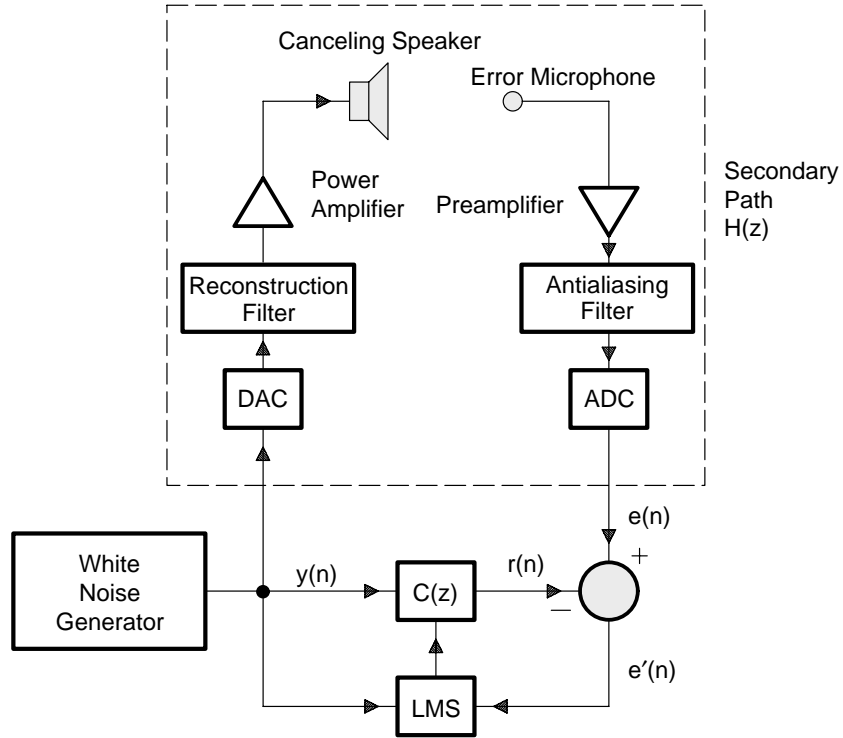 Canceling Speaker
Error Microphone
Power
Amplifier
Preamplifier
Secondary
Path
H(z)
Reconstruction
Filter
Antialiasing
Filter
DAC
ADC
e(n)
+
White
Noise
Generator
y(n)
C(z)
r(n)
−
e′(n)
LMS